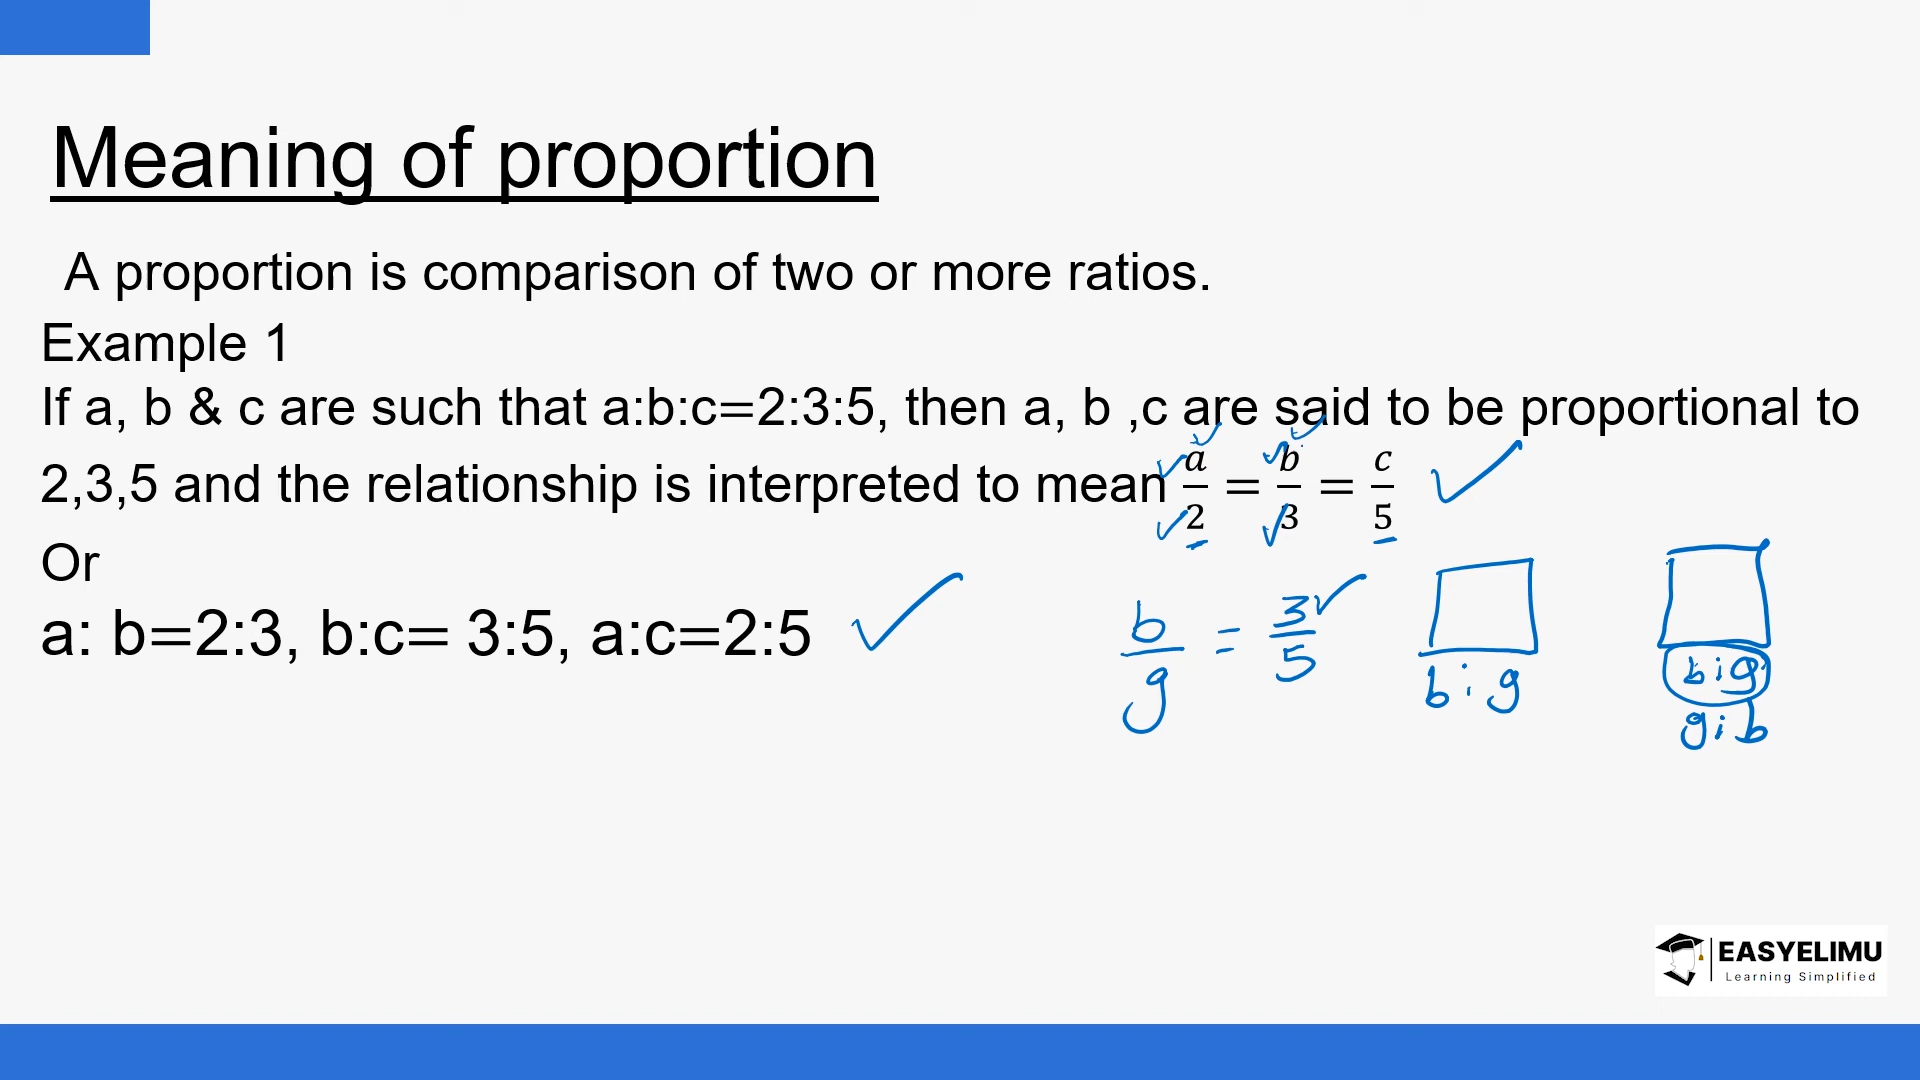 Meaning of proportion
A proportion is comparison of two or more ratios.
Example 1
If a, b & c are such that a:b:c=2:3:5, then a, b ,c are said to be proportional to
2,3,5 and the relationship is interpreted to mean a/2 = b/3 = c/5
Or
a: b=2:3, b:c= 3:5, a:c=2:5
b/g = 3/5
b:g
b:g
g:b
EASYELIMU
Learning Simplified